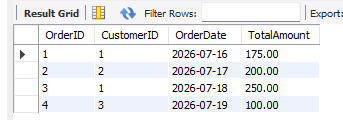 Result Grid Filter Rows: Export:
OrderID CustomerID OrderDate TotalAmount
1 1 2026-07-16 175.00
2 2 2026-07-17 200.00
3 1 2026-07-18 250.00
4 3 2026-07-19 100.00